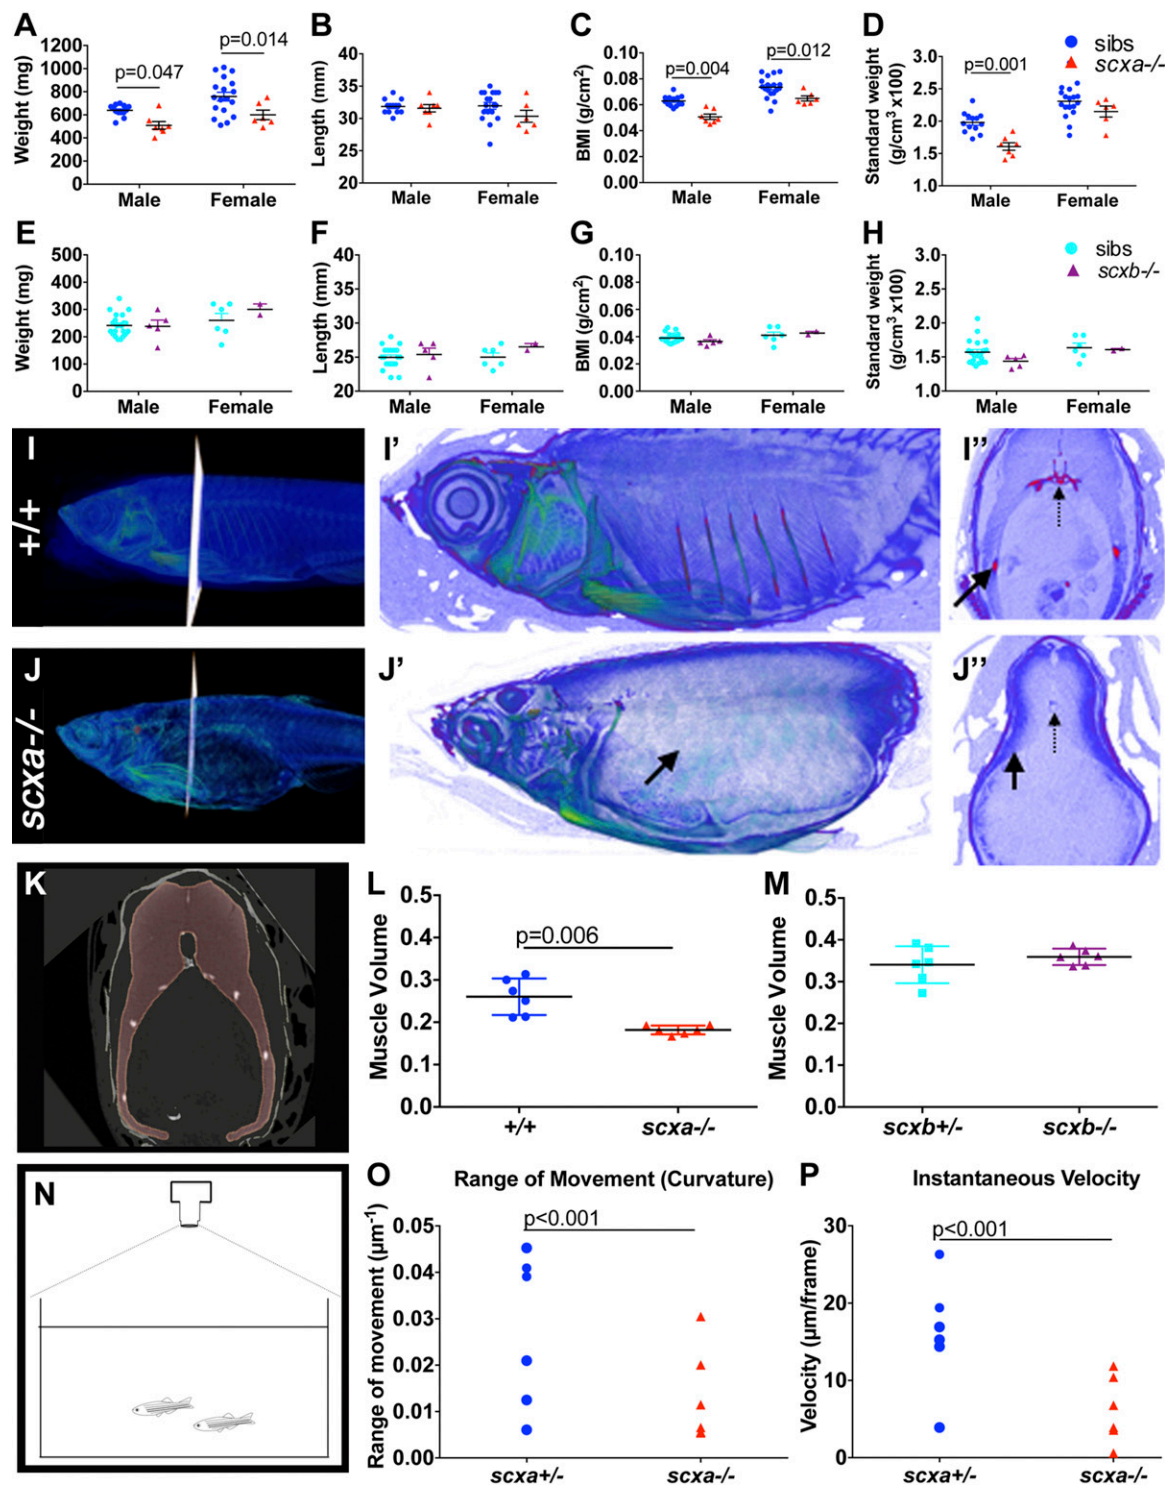 A
Weight (mg)
1200
1000
800
600
400
200
0
p=0.047
p=0.014
Male
Female
B
Length (mm)
40
35
30
25
20
Male
Female
C
BMI (g/cm²)
0.10
0.08
0.06
0.04
0.02
0.00
p=0.004
p=0.012
Male
Female
D
Standard weight
(g/cm³ x100)
3.0
2.0
1.0
p=0.001
Male
Female
sibs
scxa-/-
E
Weight (mg)
500
400
300
200
100
0
Male
Female
F
Length (mm)
40
35
30
25
20
Male
Female
G
BMI (g/cm²)
0.10
0.08
0.06
0.04
0.02
0.00
Male
Female
H
Standard weight
(g/cm³ x100)
3.0
2.5
2.0
1.5
1.0
Male
Female
sibs
scxb-/-
I
+/+
I'
I''
J
scxa-/-
J'
J''
K
L
Muscle Volume
0.5
0.4
0.3
0.2
0.1
0.0
p=0.006
+/+
scxa-/-
M
Muscle Volume
0.5
0.4
0.3
0.2
0.1
0.0
scxb+/-
scxb-/-
N
O
Range of Movement (Curvature)
Range of movement (µm⁻¹)
0.05
0.04
0.03
0.02
0.01
0.00
p<0.001
scxa+/-
scxa-/-
P
Instantaneous Velocity
Velocity (µm/frame)
30
20
10
0
p<0.001
scxa+/-
scxa-/-